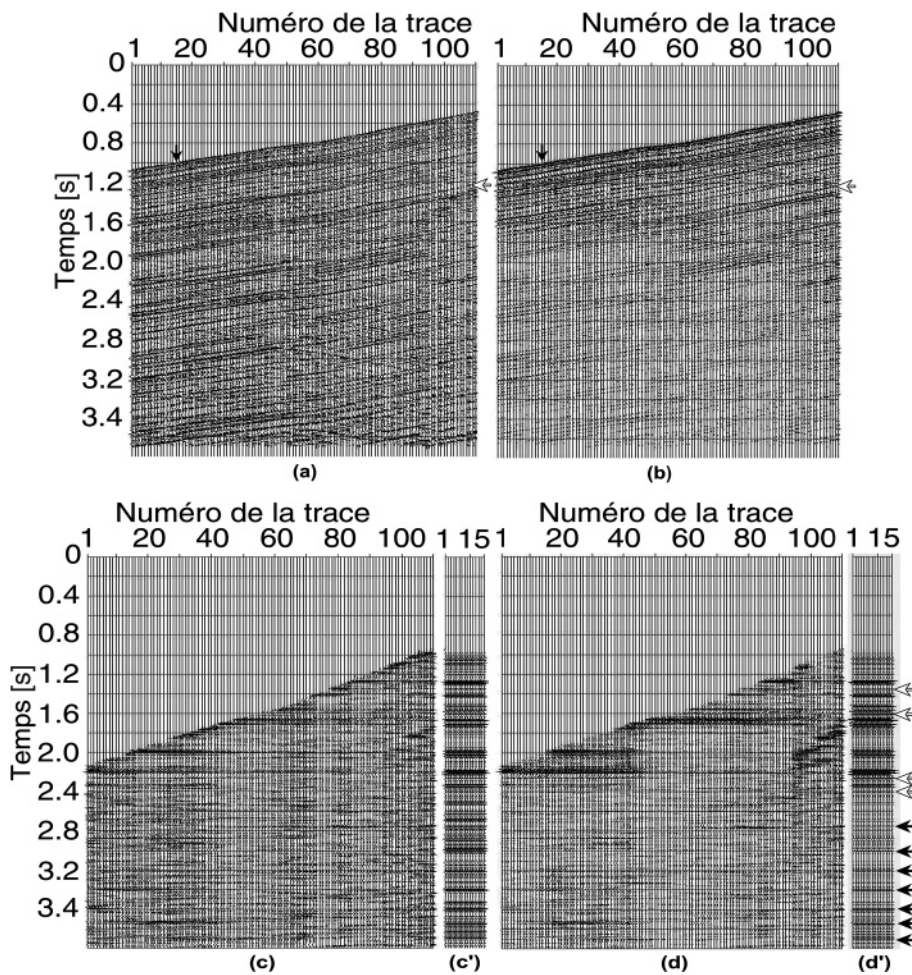 Numéro de la trace Numéro de la trace
1 20 40 60 80 100 1 20 40 60 80 100
0
0.4
0.8
1.2
1.6
2.0
2.4
2.8
3.2
3.4
Temps [s]
(a) (b)
Numéro de la trace Numéro de la trace
1 20 40 60 80 100 1 15 1 20 40 60 80 100 1 15
0
0.4
0.8
1.2
1.6
2.0
2.4
2.8
3.2
3.4
Temps [s]
(c) (c') (d) (d')